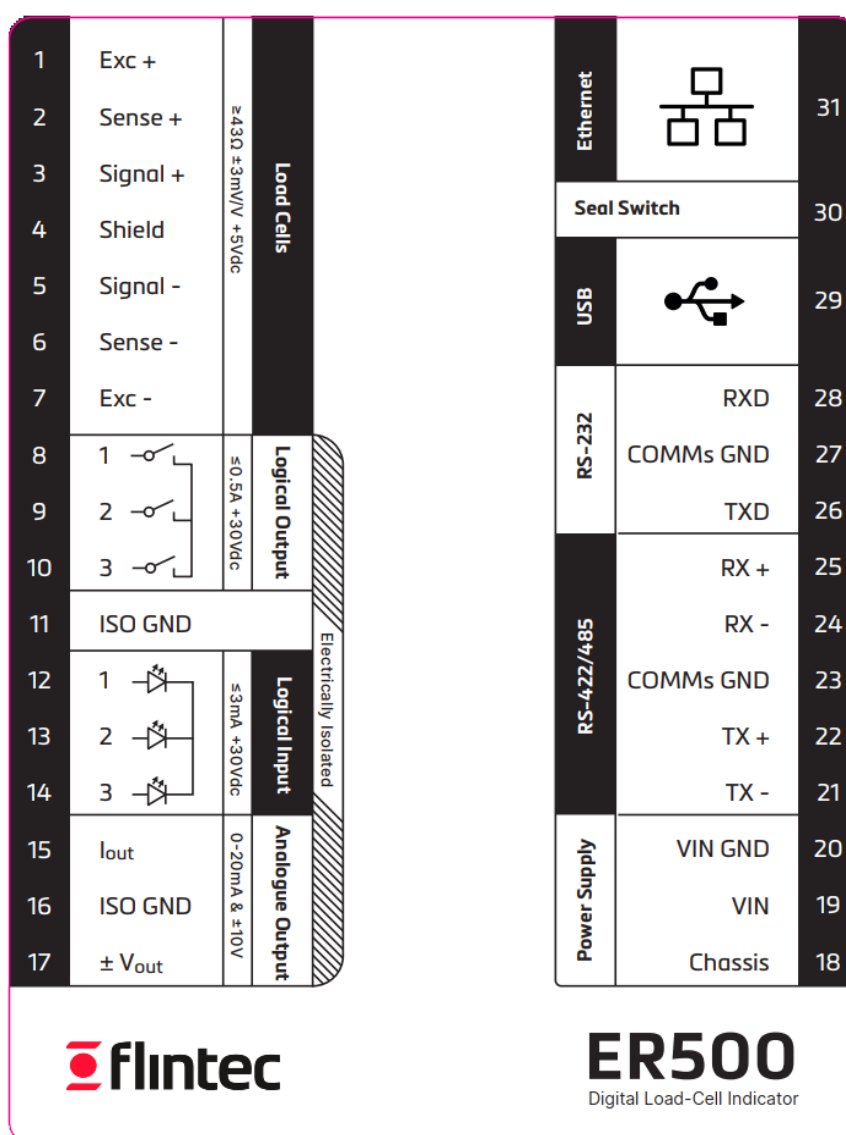 1 Exc +
2 Sense +
3 Signal +
4 Shield
5 Signal -
6 Sense -
7 Exc -
≥43Ω ±3mV/V +5Vdc
Load Cells
8 1
9 2
10 3
≤0.5A +30Vdc
Logical Output
11 ISO GND
12 1
13 2
14 3
≤3mA +30Vdc
Logical Input
Electrically Isolated
15 Iout
16 ISO GND
17 ± Vout
0-20mA & ±10V
Analogue Output
Ethernet
31
Seal Switch 30
USB
29
RS-232
RXD 28
COMMs GND 27
TXD 26
RS-422/485
RX + 25
RX - 24
COMMs GND 23
TX + 22
TX - 21
Power Supply
VIN GND 20
VIN 19
Chassis 18
flintec
ER500
Digital Load-Cell Indicator